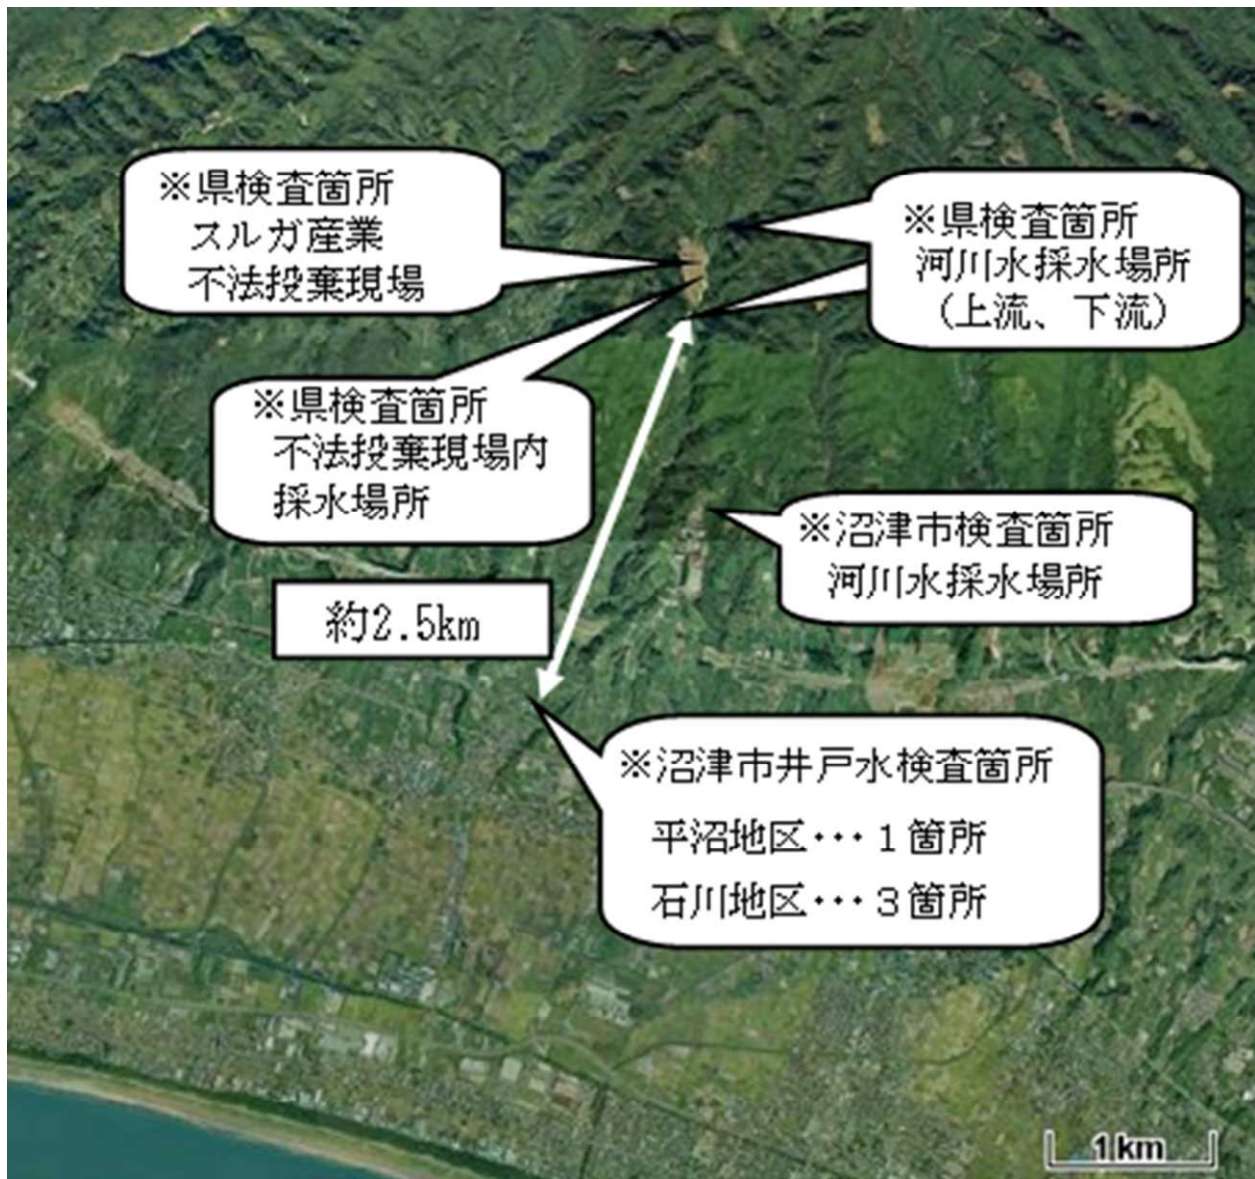 ※県検査箇所
スルガ産業
不法投棄現場
※県検査箇所
河川水採水場所
（上流、下流）
※県検査箇所
不法投棄現場内
採水場所
※沼津市検査箇所
河川水採水場所
約2.5km
※沼津市井戸水検査箇所
平沼地区･･･１箇所
石川地区･･･３箇所
1 km